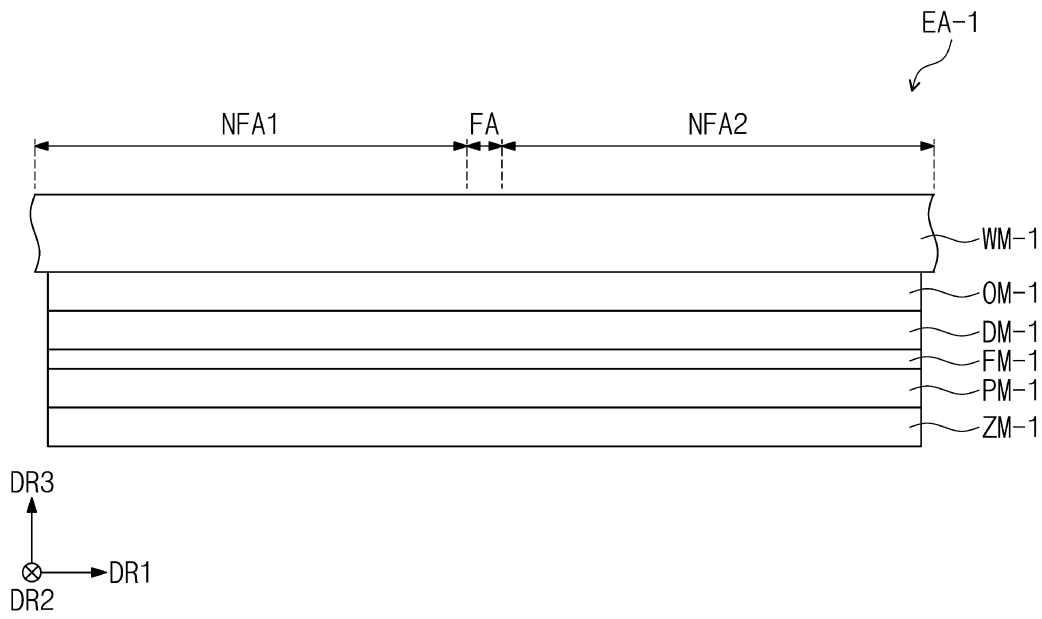 EA-1
NFA1 FA NFA2
WM-1
OM-1
DM-1
FM-1
PM-1
ZM-1
DR3
DR1
DR2